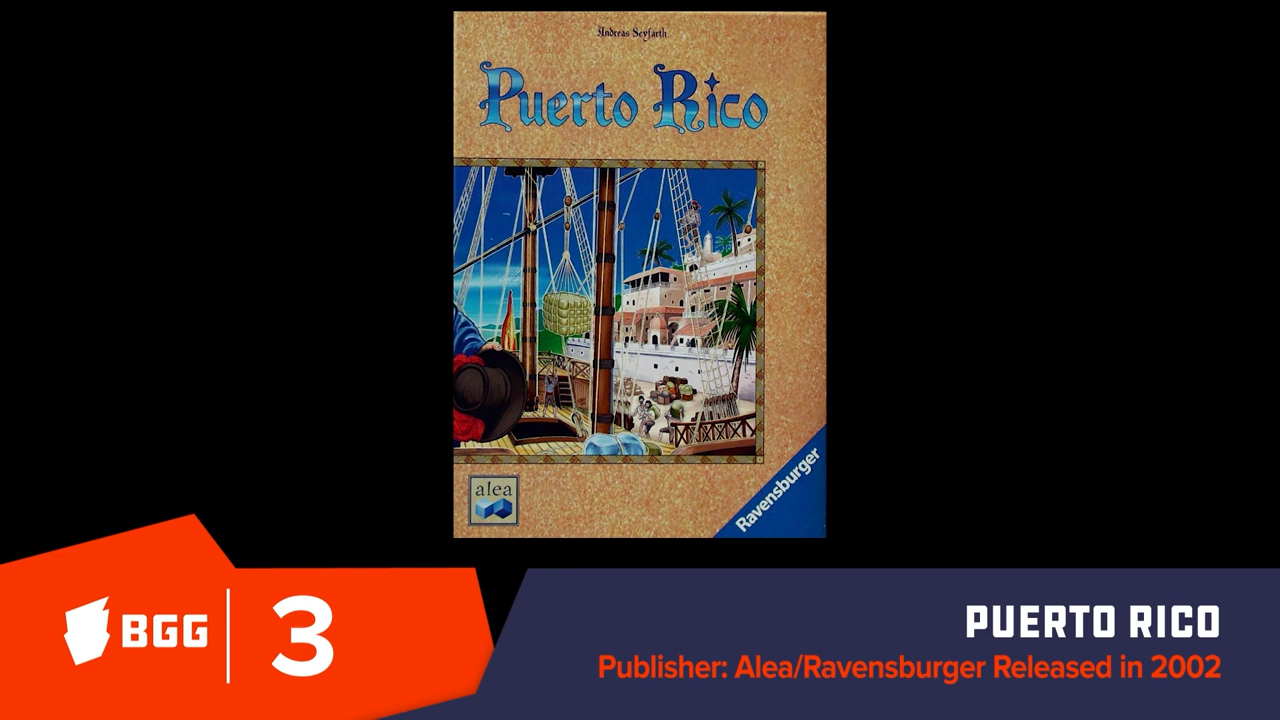 Andreas Seyfarth
Puerto Rico
alea
Ravensburger
BGG
3
PUERTO RICO
Publisher: Alea/Ravensburger Released in 2002